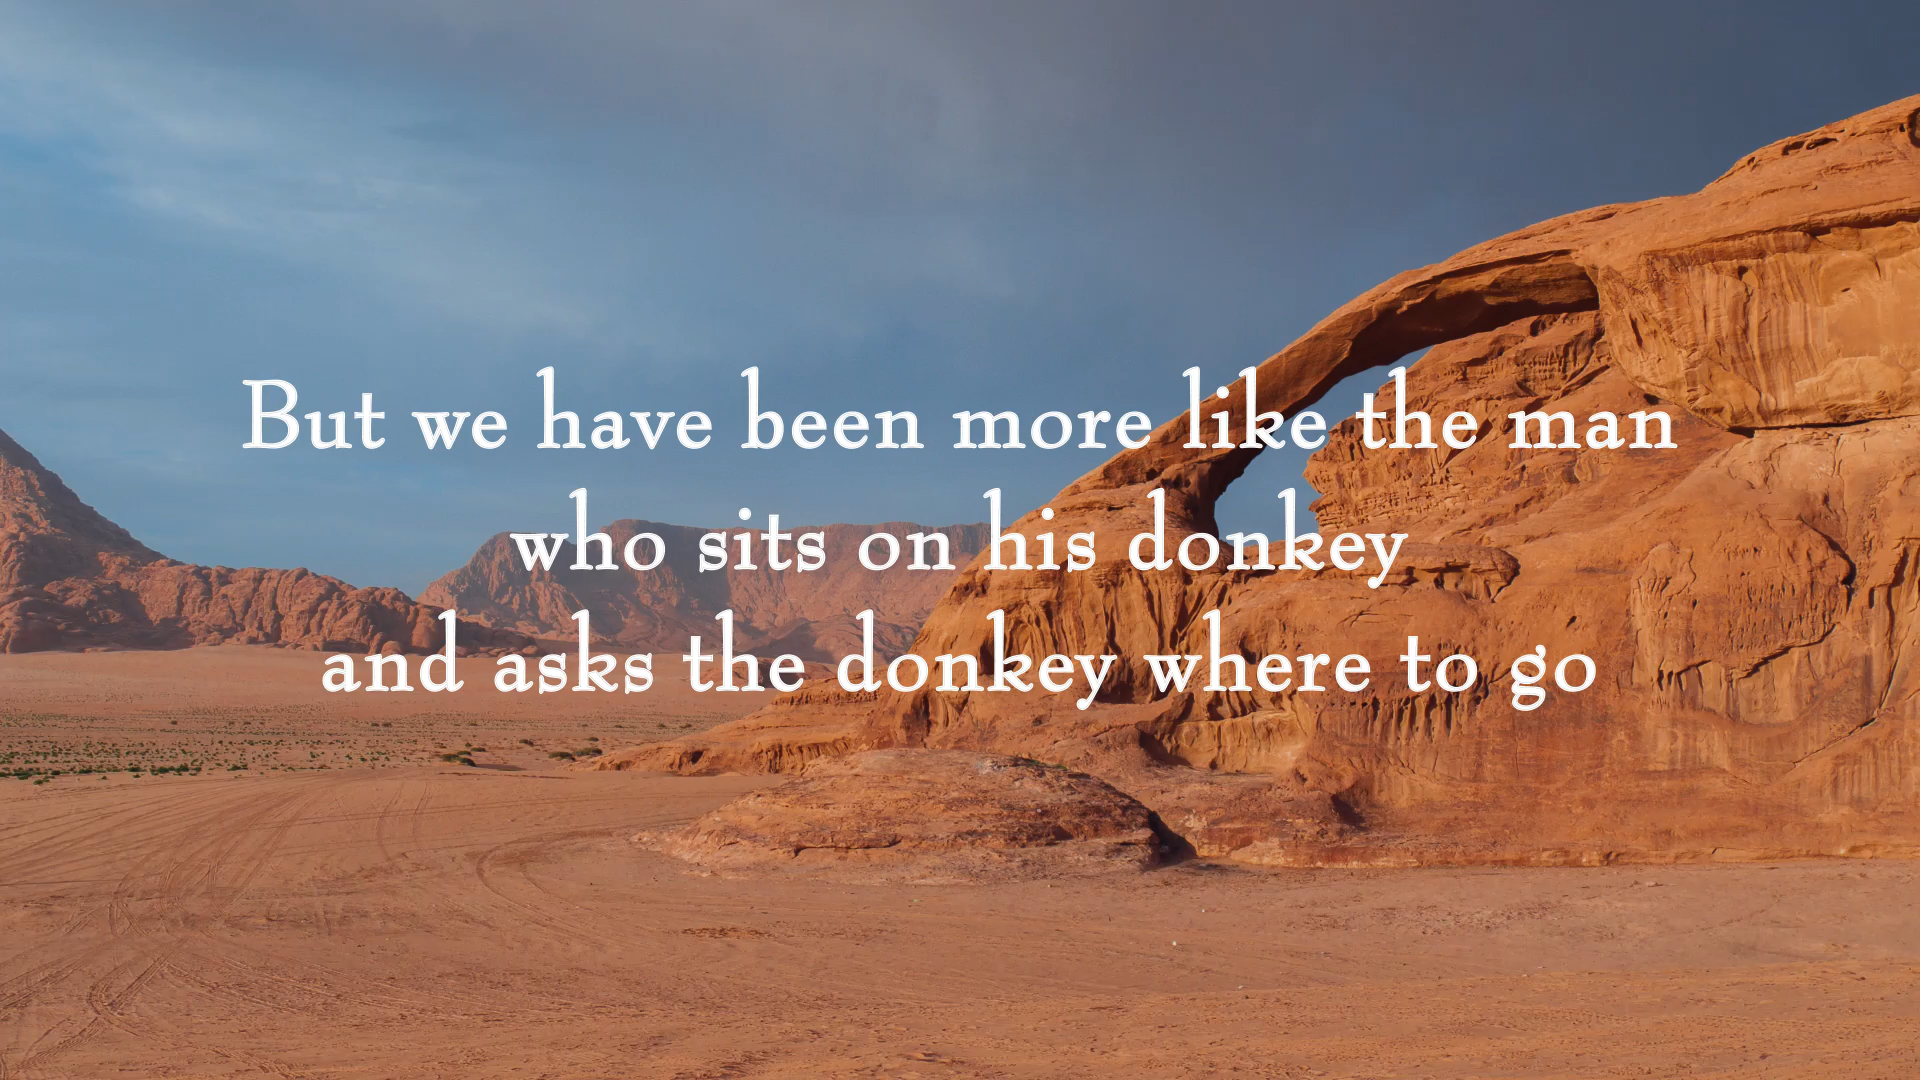 But we have been more like the man
who sits on his donkey
and asks the donkey where to go